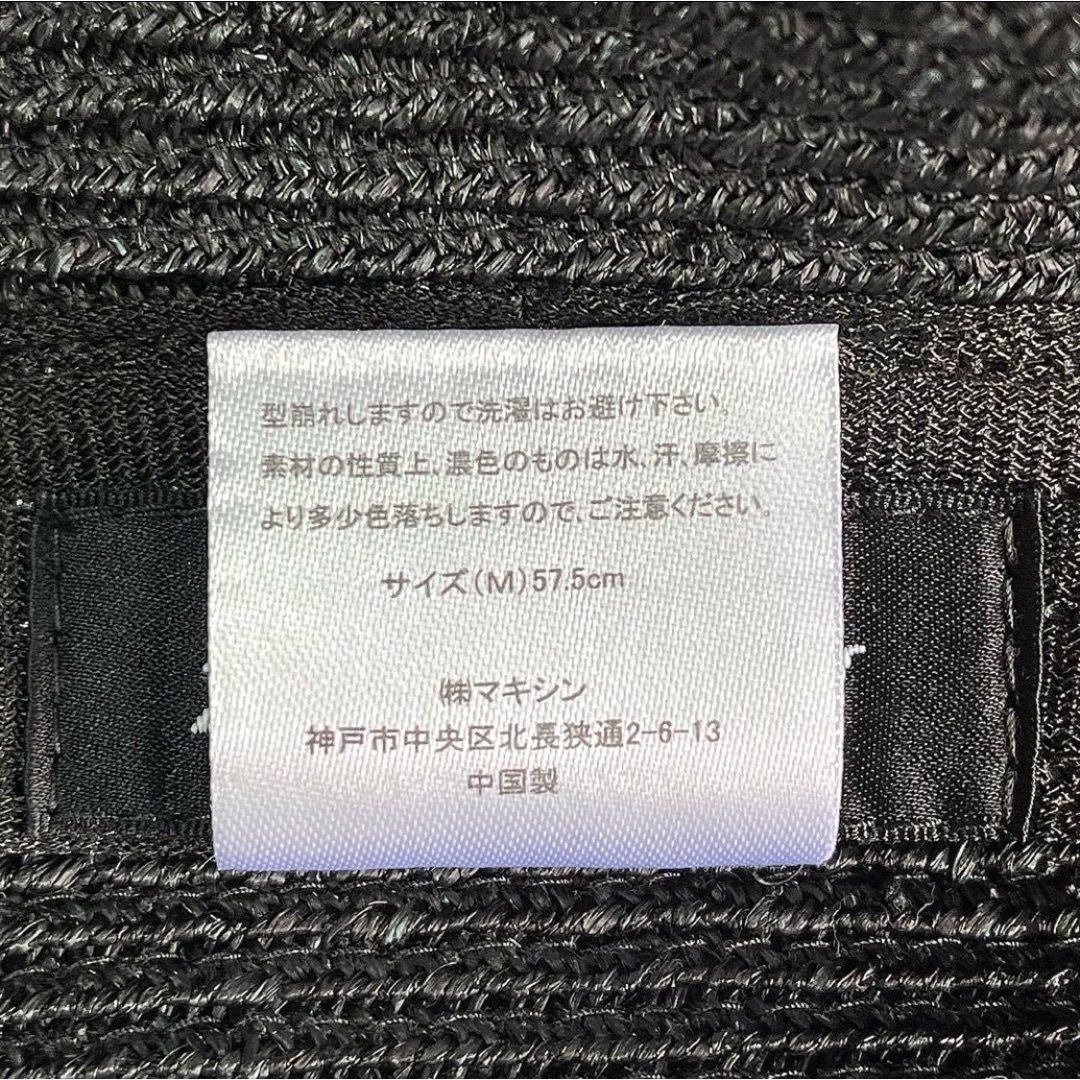 型崩れしますので洗濯はお避け下さい。
素材の性質上、濃色のものは水、汗、摩擦に
より多少色落ちしますので、ご注意ください。
サイズ(M)57.5cm
㈱マキシン
神戸市中央区北長狭通2-6-13
中国製